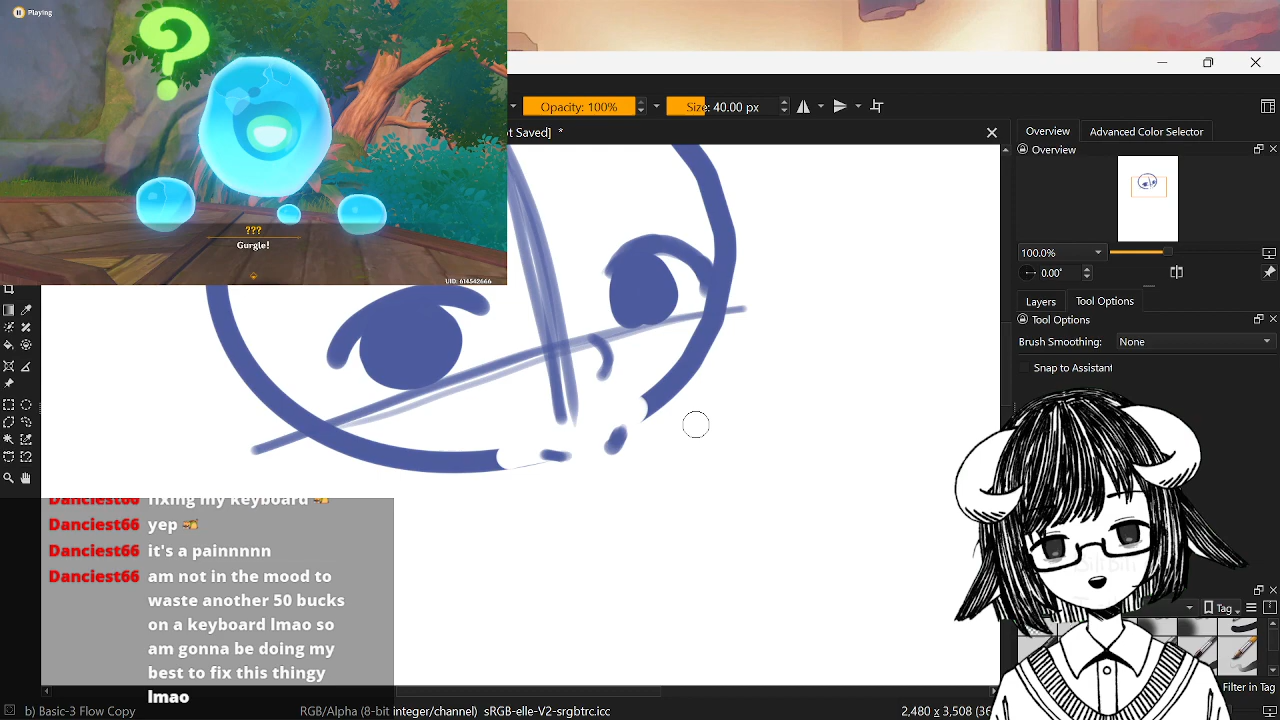 Playing
?
???
Gurgle!
UID: 614542666
Opacity: 100%
Size: 40.00 px
ot Saved] *
Overview
Advanced Color Selector
Overview
100.0%
0.00°
Layers
Tool Options
Tool Options
Brush Smoothing:
None
Snap to Assistant
Danciest66 fixing my keyboard
Danciest66 yep
Danciest66 it's a painnnnn
Danciest66 am not in the mood to
waste another 50 bucks
on a keyboard lmao so
am gonna be doing my
best to fix this thingy
lmao
Tag
Filter in Tag
b) Basic-3 Flow Copy
RGB/Alpha (8-bit integer/channel) sRGB-elle-V2-srgbtrc.icc
2,480 x 3,508 (36